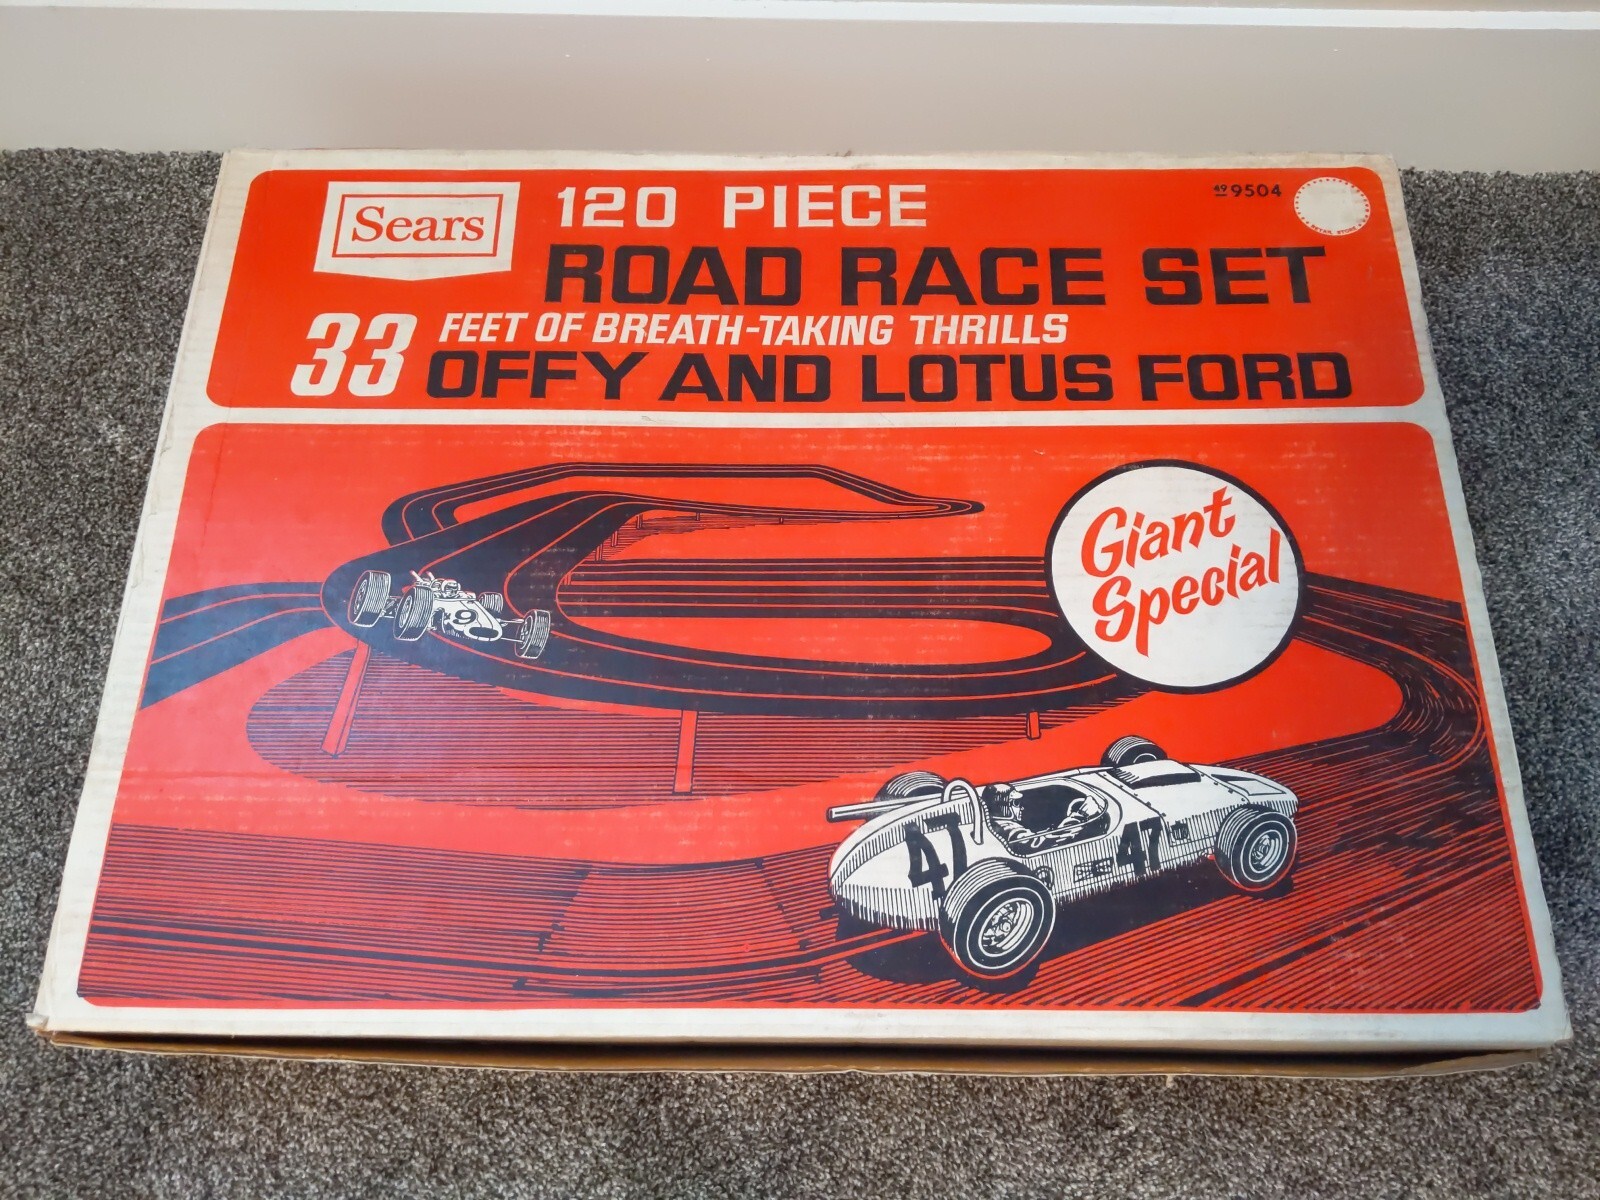 Sears
120 PIECE
49 9504
ROAD RACE SET
33 FEET OF BREATH-TAKING THRILLS
OFFY AND LOTUS FORD
Giant
Special
9
47
47